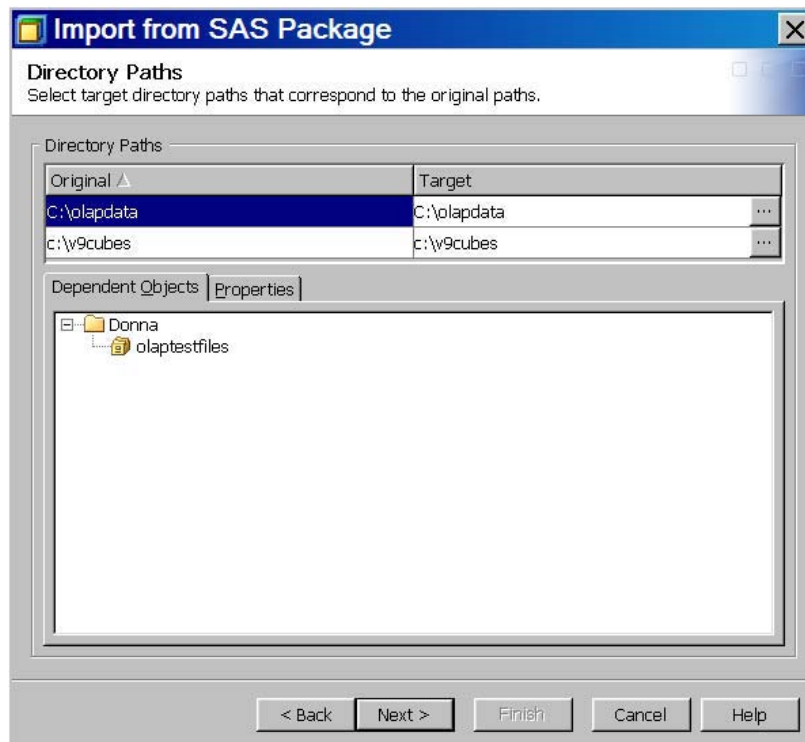 Import from SAS Package
Directory Paths
Select target directory paths that correspond to the original paths.
Directory Paths
Original Target
C:\olapdata C:\olapdata ...
c:\v9cubes c:\v9cubes ...
Dependent Objects Properties
Donna
olaptestfiles
< Back Next > Finish Cancel Help